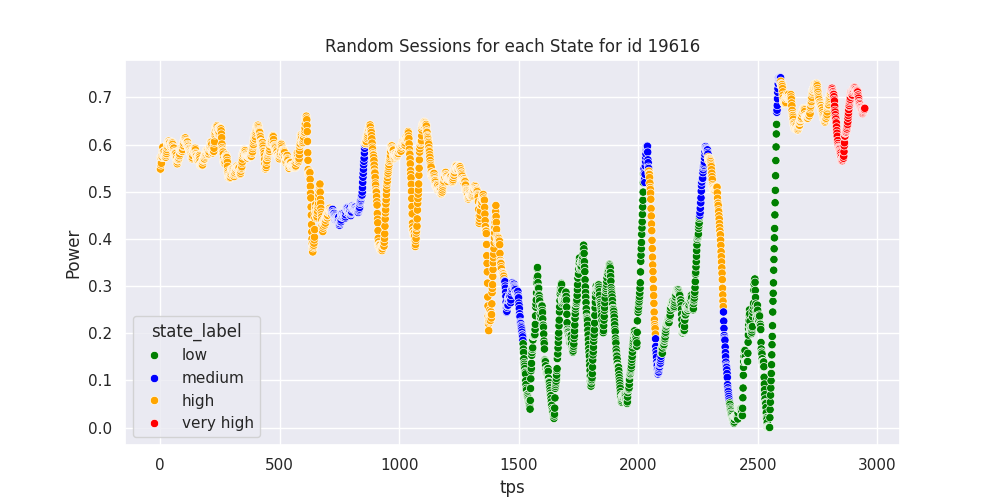 Random Sessions for each State for id 19616
Power
0.7
0.6
0.5
0.4
0.3
0.2
0.1
0.0
state_label
low
medium
high
very high
0 500 1000 1500 2000 2500 3000
tps